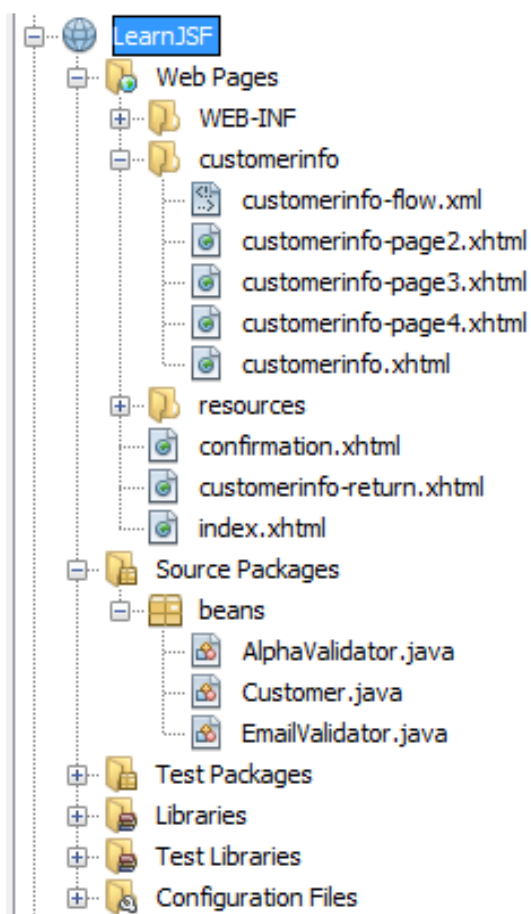 LearnJSF
Web Pages
WEB-INF
customerinfo
customerinfo-flow.xml
customerinfo-page2.xhtml
customerinfo-page3.xhtml
customerinfo-page4.xhtml
customerinfo.xhtml
resources
confirmation.xhtml
customerinfo-return.xhtml
index.xhtml
Source Packages
beans
AlphaValidator.java
Customer.java
EmailValidator.java
Test Packages
Libraries
Test Libraries
Configuration Files